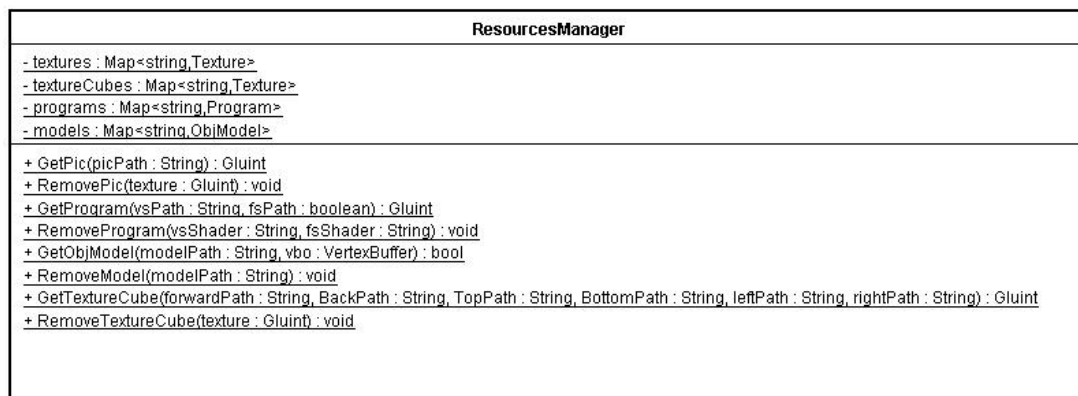 ResourcesManager
- textures : Map<string,Texture>
- textureCubes : Map<string,Texture>
- programs : Map<string,Program>
- models : Map<string,ObjModel>
+ GetPic(picPath : String) : Gluint
+ RemovePic(texture : Gluint) : void
+ GetProgram(vsPath : String, fsPath : boolean) : Gluint
+ RemoveProgram(vsShader : String, fsShader : String) : void
+ GetObjModel(modelPath : String, vbo : VertexBuffer) : bool
+ RemoveModel(modelPath : String) : void
+ GetTextureCube(forwardPath : String, BackPath : String, TopPath : String, BottomPath : String, leftPath : String, rightPath : String) : Gluint
+ RemoveTextureCube(texture : Gluint) : void